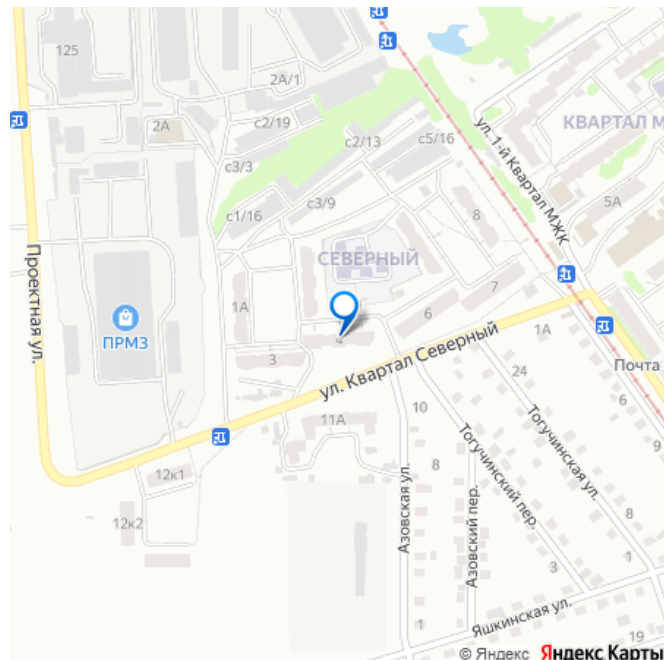 125
2А/1
2А
с2/19
с2/13
с5/16
ул. 1-й Квартал МЖК
КВАРТАЛ М
с3/3
с3/9
с1/16
8
5А
СЕВЕРНЫЙ
Проектная ул.
ПРМЗ
1А
7
6
4
3
ул. Квартал Северный
1А
Почта
24
11А
10
6
9
Тогучинская ул.
Тогучинский пер.
12к1
8
8
12к2
Азовская ул.
Азовский пер.
3
1
1
Яшкинская ул.
19
© Яндекс Яндекс Карты